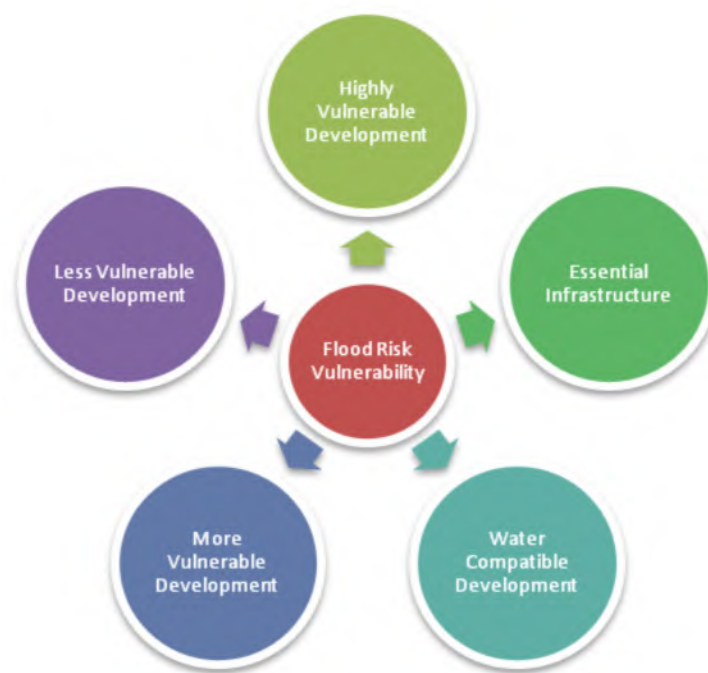 Highly
Vulnerable
Development
Less Vulnerable
Development
Essential
Infrastructure
Flood Risk
Vulnerability
More
Vulnerable
Development
Water
Compatible
Development